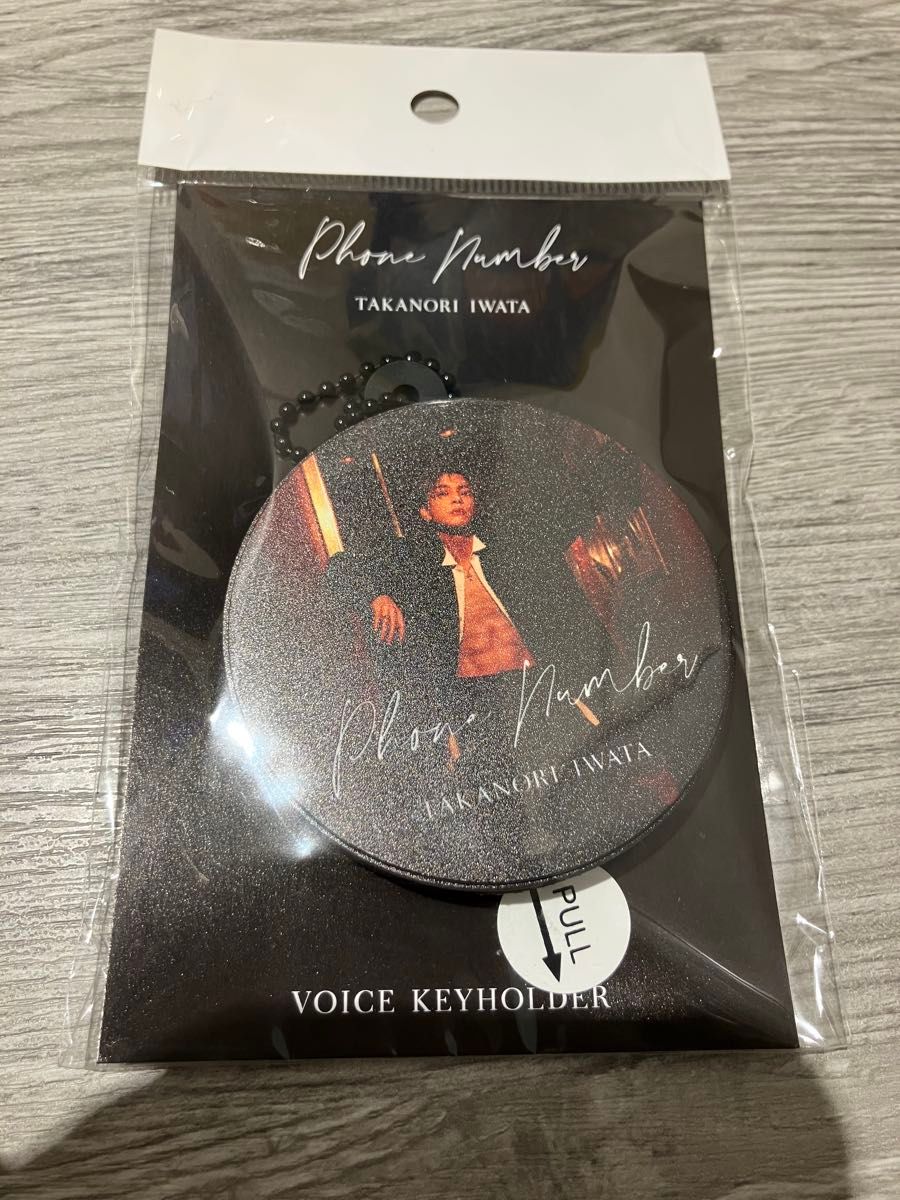 Phone Number
TAKANORI IWATA
Phone Number
TAKANORI IWATA
PULL
VOICE KEYHOLDER